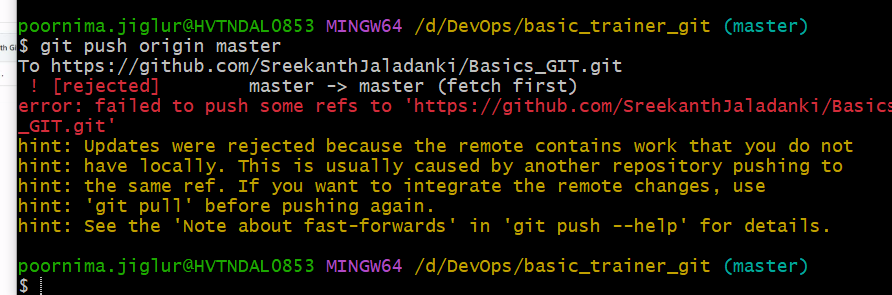 th Gi
poornima.jiglur@HVTNDAL0853 MINGW64 /d/DevOps/basic_trainer_git (master)
$ git push origin master
To https://github.com/SreekanthJaladanki/Basics_GIT.git
 ! [rejected]        master -> master (fetch first)
error: failed to push some refs to 'https://github.com/SreekanthJaladanki/Basics
_GIT.git'
hint: Updates were rejected because the remote contains work that you do not
hint: have locally. This is usually caused by another repository pushing to
hint: the same ref. If you want to integrate the remote changes, use
hint: 'git pull' before pushing again.
hint: See the 'Note about fast-forwards' in 'git push --help' for details.
poornima.jiglur@HVTNDAL0853 MINGW64 /d/DevOps/basic_trainer_git (master)
$